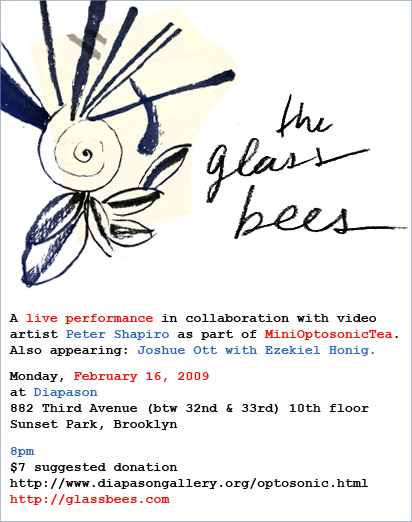 the
glass
bees
A live performance in collaboration with video
artist Peter Shapiro as part of MiniOptosonicTea.
Also appearing: Joshue Ott with Ezekiel Honig.
Monday, February 16, 2009
at Diapason
882 Third Avenue (btw 32nd & 33rd) 10th floor
Sunset Park, Brooklyn
8pm
$7 suggested donation
http://www.diapasongallery.org/optosonic.html
http://glassbees.com